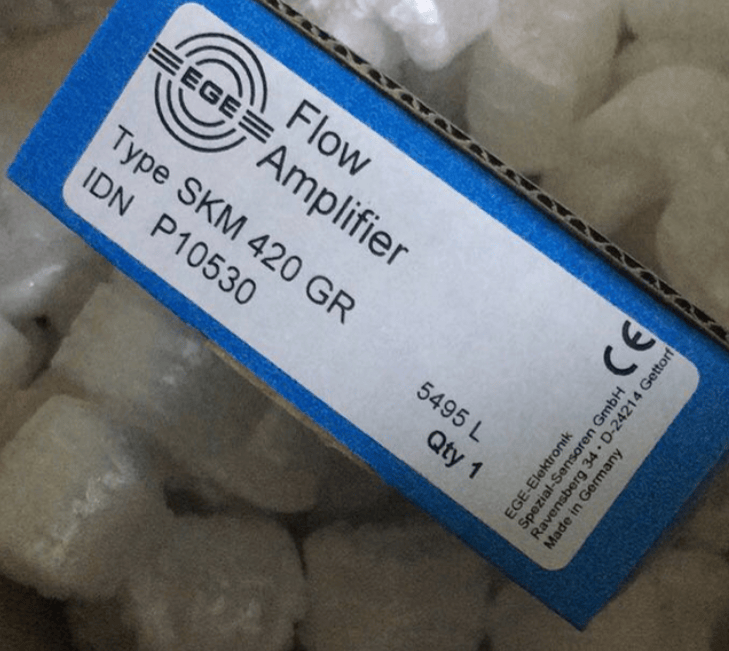 EGE
Flow
Amplifier
Type SKM 420 GR
IDN P10530
5495 L
Qty 1
CE
EGE-Elektronik
Spezial-Sensoren GmbH
Ravensberg 34 · D-24214 Gettorf
Made in Germany